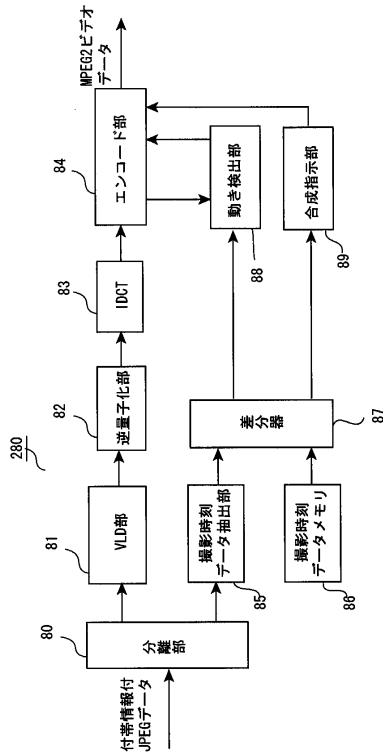 280
付帯情報付
JPEGデータ
80
分離部
81
VLD部
82
逆量子化部
83
IDCT
84
エンコード部
MPEG2ビデオ
データ
85
撮影時刻
データ抽出部
86
撮影時刻
データメモリ
87
差分器
88
動き検出部
89
合成指示部